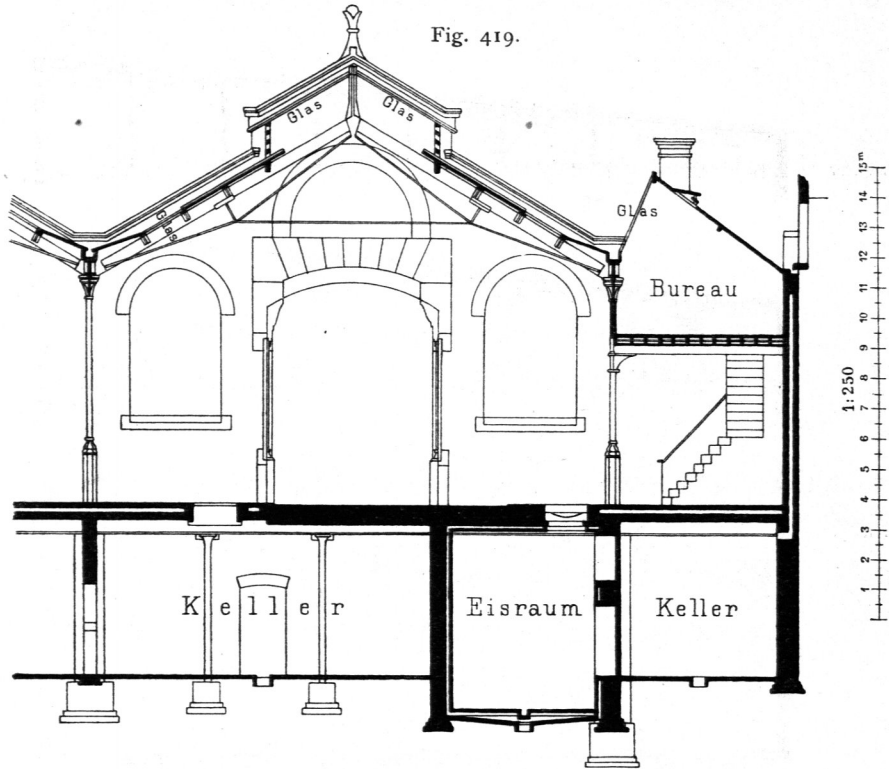 Fig. 419.
Glas
Glas
Glas
Glas
Bureau
Keller
Eisraum
Keller
1:250
15m
14
13
12
11
10
9
8
7
6
5
4
3
2
1